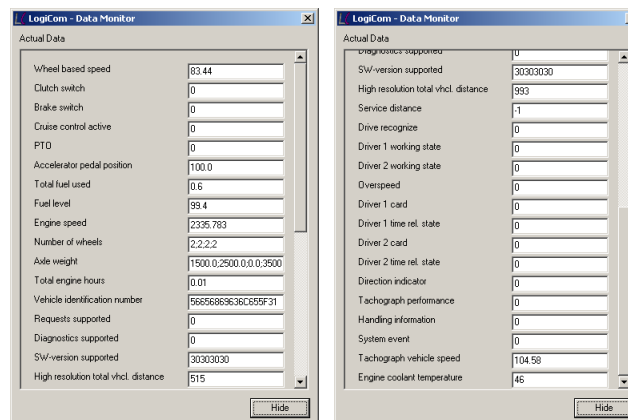 LogiCom - Data Monitor
Actual Data
Wheel based speed 83.44
Clutch switch 0
Brake switch 0
Cruise control active 0
PTO 0
Accelerator pedal position 100.0
Total fuel used 0.6
Fuel level 99.4
Engine speed 2335.783
Number of wheels 2;2;2;2
Axle weight 1500.0;2500.0;0.0;3500
Total engine hours 0.01
Vehicle identification number 56656869636C655F31
Requests supported 0
Diagnostics supported 0
SW-version supported 30303030
High resolution total vhcl. distance 515
Hide
LogiCom - Data Monitor
Actual Data
Diagnostics supported 0
SW-version supported 30303030
High resolution total vhcl. distance 993
Service distance -1
Drive recognize 0
Driver 1 working state 0
Driver 2 working state 0
Overspeed 0
Driver 1 card 0
Driver 1 time rel. state 0
Driver 2 card 0
Driver 2 time rel. state 0
Direction indicator 0
Tachograph performance 0
Handling information 0
System event 0
Tachograph vehicle speed 104.58
Engine coolant temperature 46
Hide